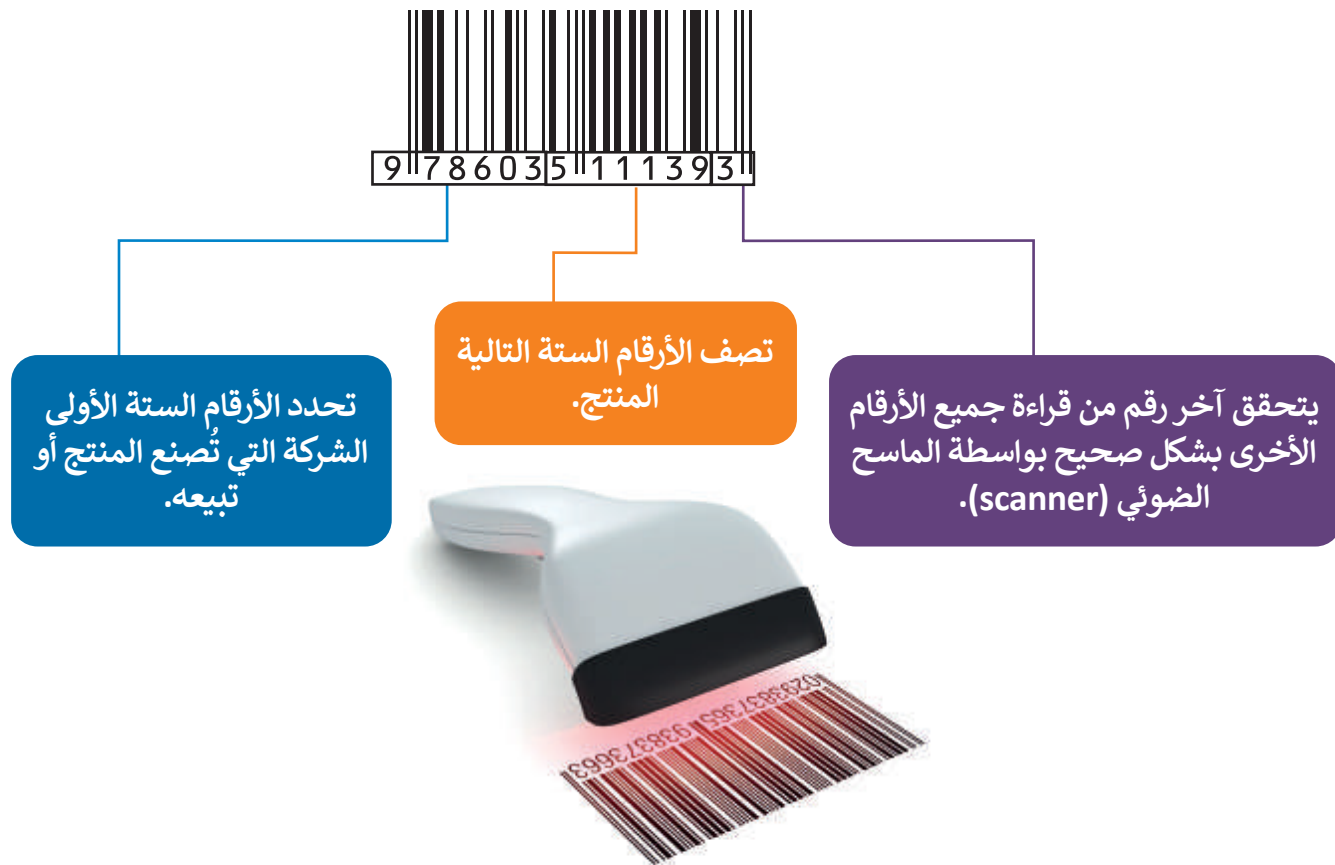 9 786035 111393
تصف الأرقام الستة التالية
المنتج.
يتحقق آخر رقم من قراءة جميع الأرقام
الأخرى بشكل صحيح بواسطة الماسح
الضوئي (scanner).
تحدد الأرقام الستة الأولى
الشركة التي تُصنع المنتج أو
تبيعه.